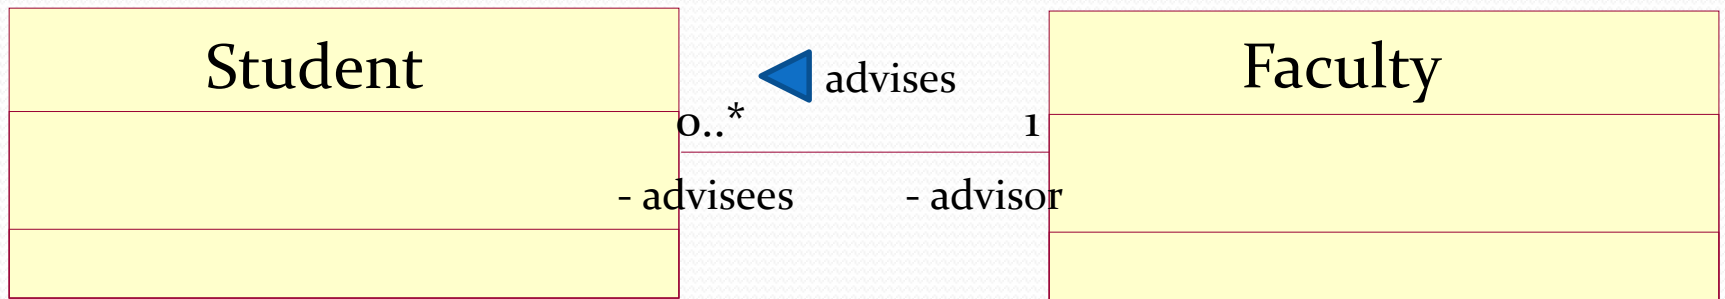 Student
Faculty
advises
0..*
1
- advisees
- advisor